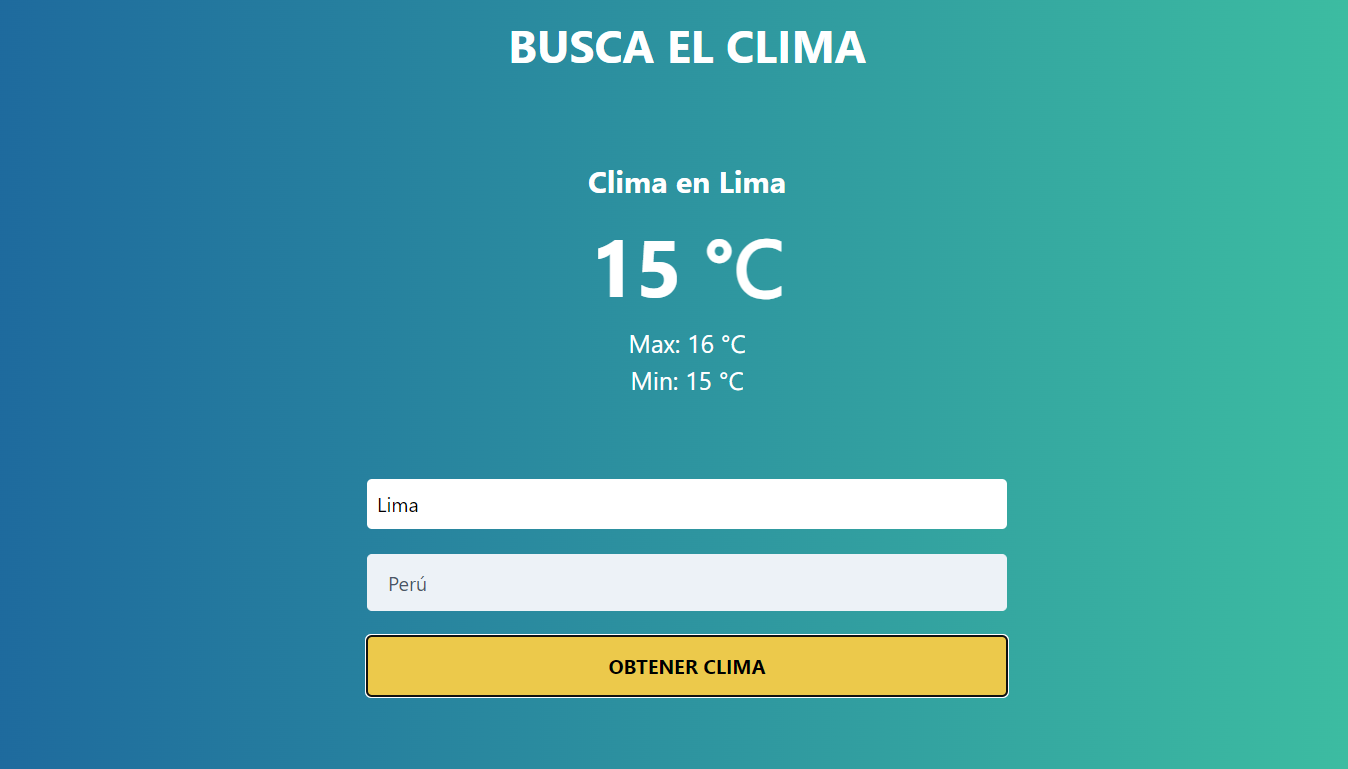 BUSCA EL CLIMA
Clima en Lima
15 °C
Max: 16 °C
Min: 15 °C
Lima
Perú
OBTENER CLIMA